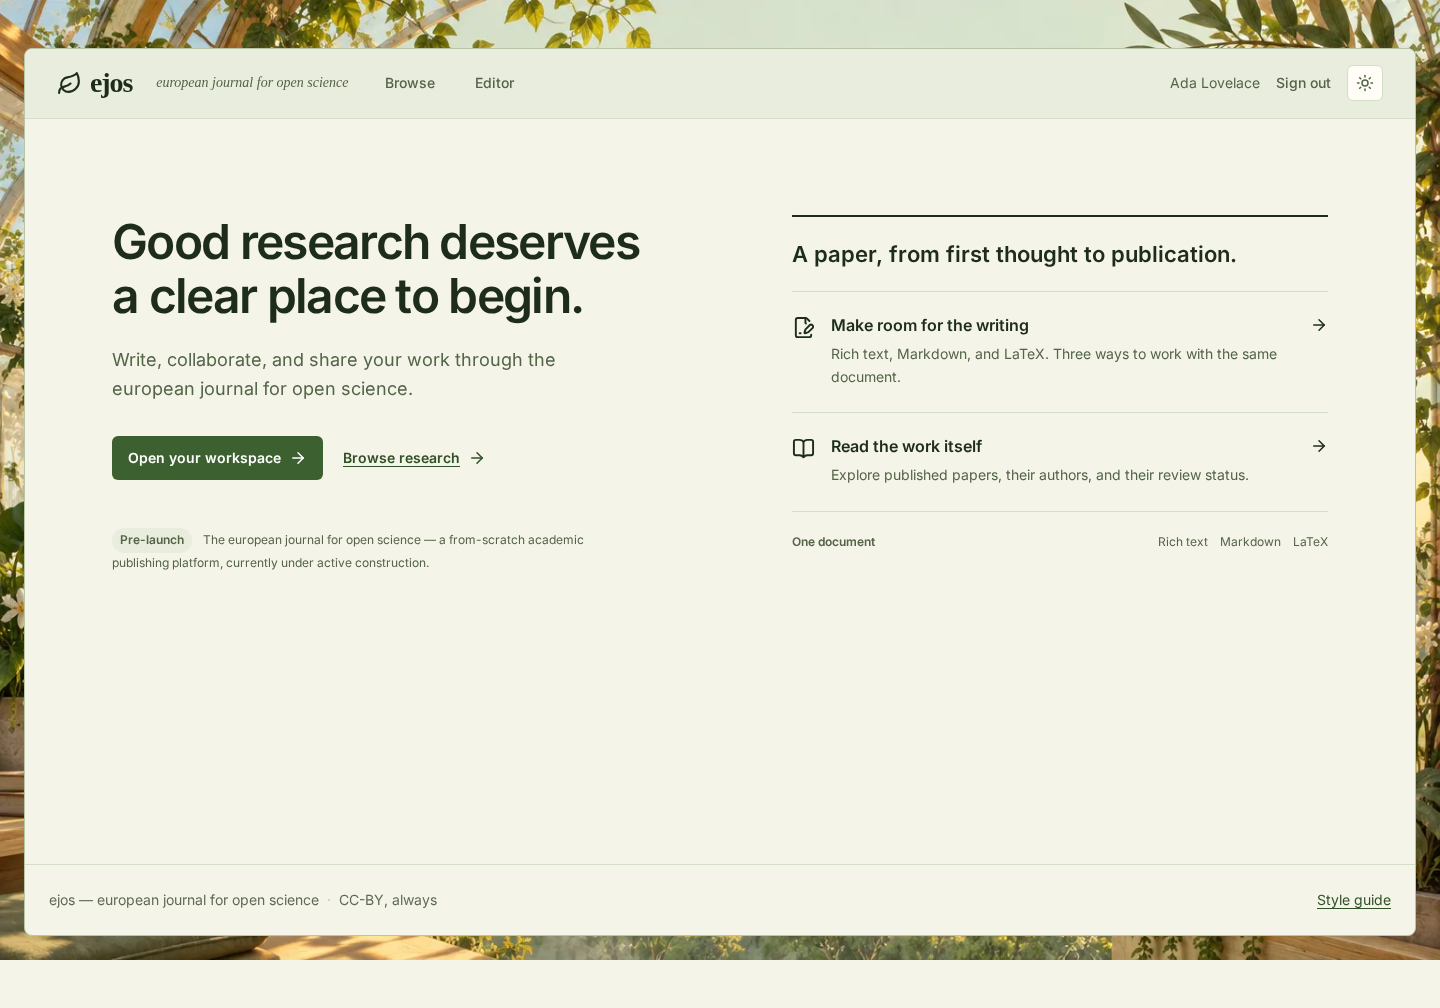 ejos
european journal for open science
Browse
Editor
Ada Lovelace
Sign out
Good research deserves
a clear place to begin.
Write, collaborate, and share your work through the
european journal for open science.
Open your workspace
Browse research
Pre-launch The european journal for open science — a from-scratch academic
publishing platform, currently under active construction.
A paper, from first thought to publication.
Make room for the writing
Rich text, Markdown, and LaTeX. Three ways to work with the same
document.
Read the work itself
Explore published papers, their authors, and their review status.
One document
Rich text Markdown LaTeX
ejos — european journal for open science · CC-BY, always
Style guide